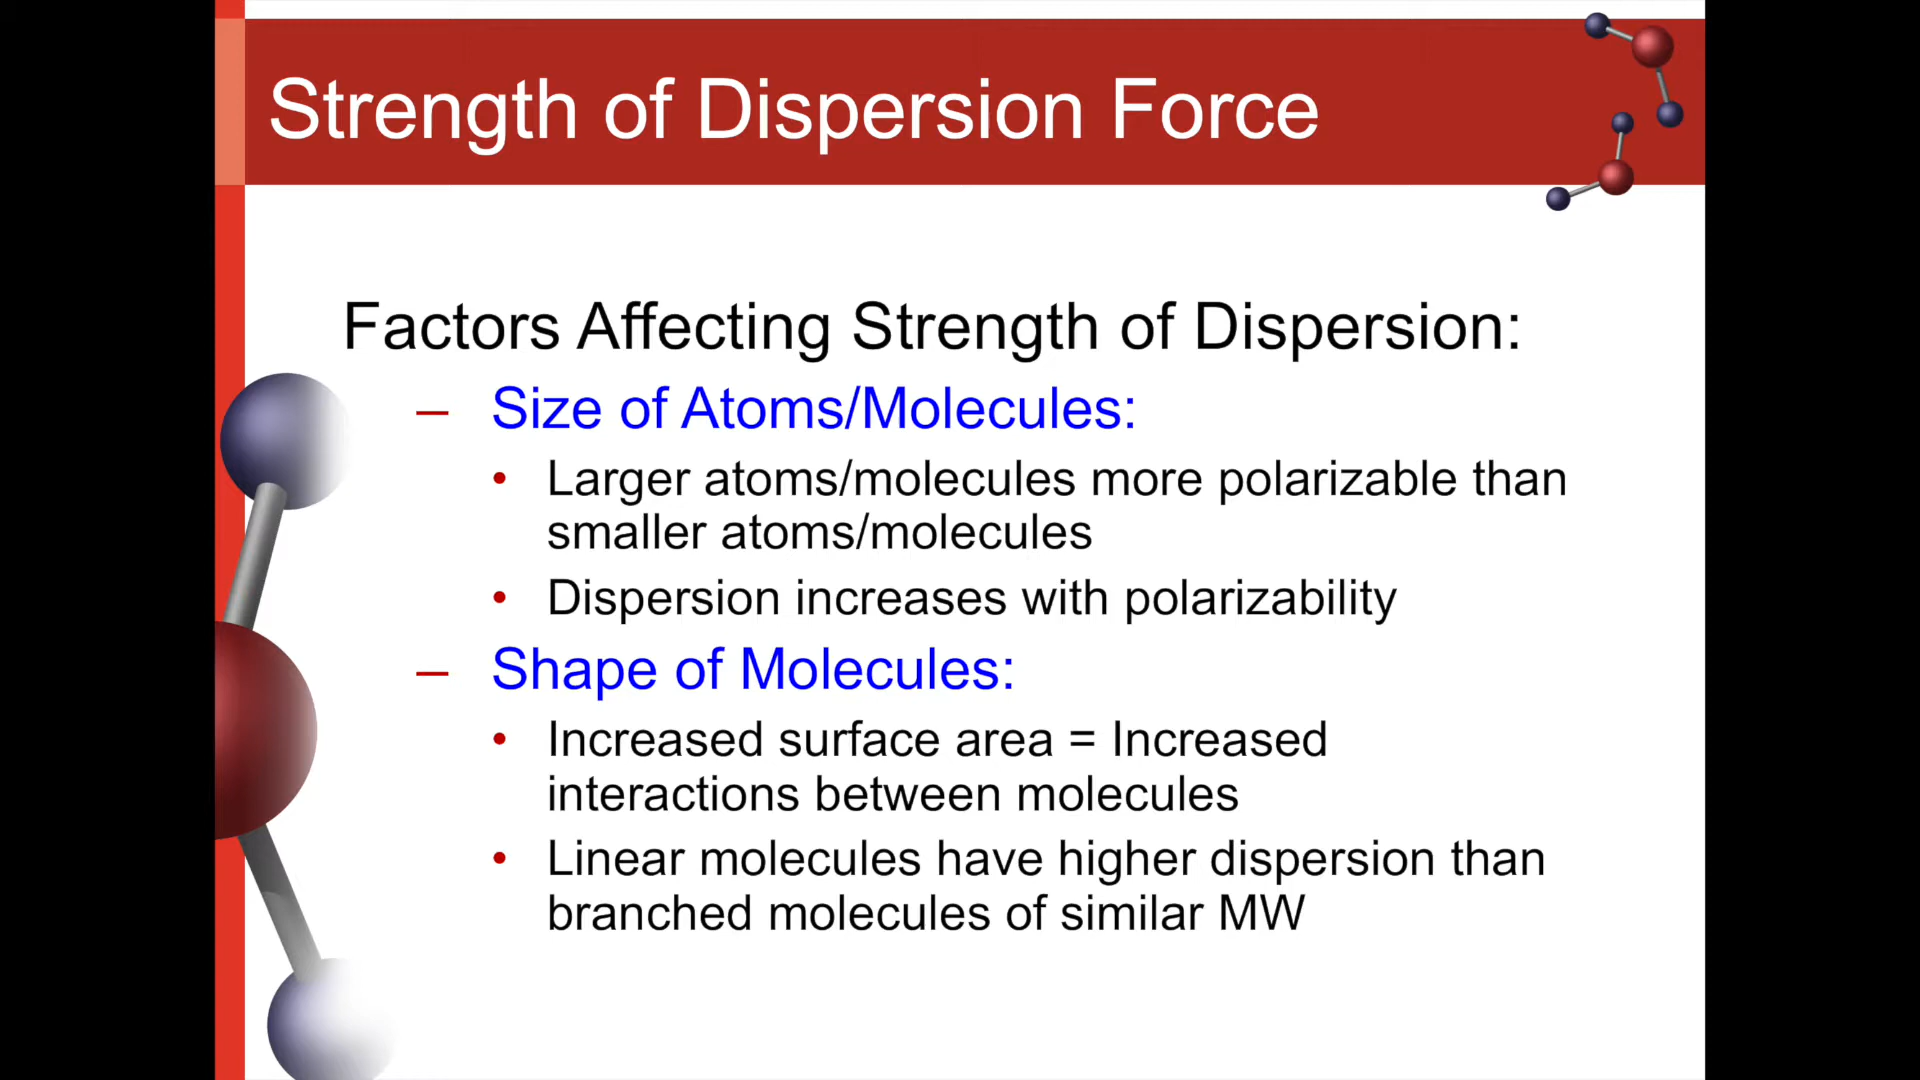 Strength of Dispersion Force
Factors Affecting Strength of Dispersion:
– Size of Atoms/Molecules:
• Larger atoms/molecules more polarizable than
smaller atoms/molecules
• Dispersion increases with polarizability
– Shape of Molecules:
• Increased surface area = Increased
interactions between molecules
• Linear molecules have higher dispersion than
branched molecules of similar MW